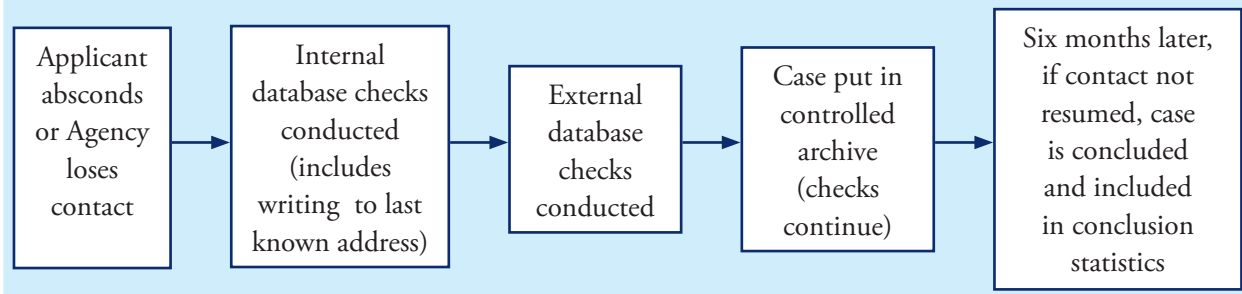 Applicant
absconds
or Agency
loses
contact
Internal
database checks
conducted
(includes
writing to last
known address)
External
database
checks
conducted
Case put in
controlled
archive
(checks
continue)
Six months later,
if contact not
resumed, case
is concluded
and included
in conclusion
statistics